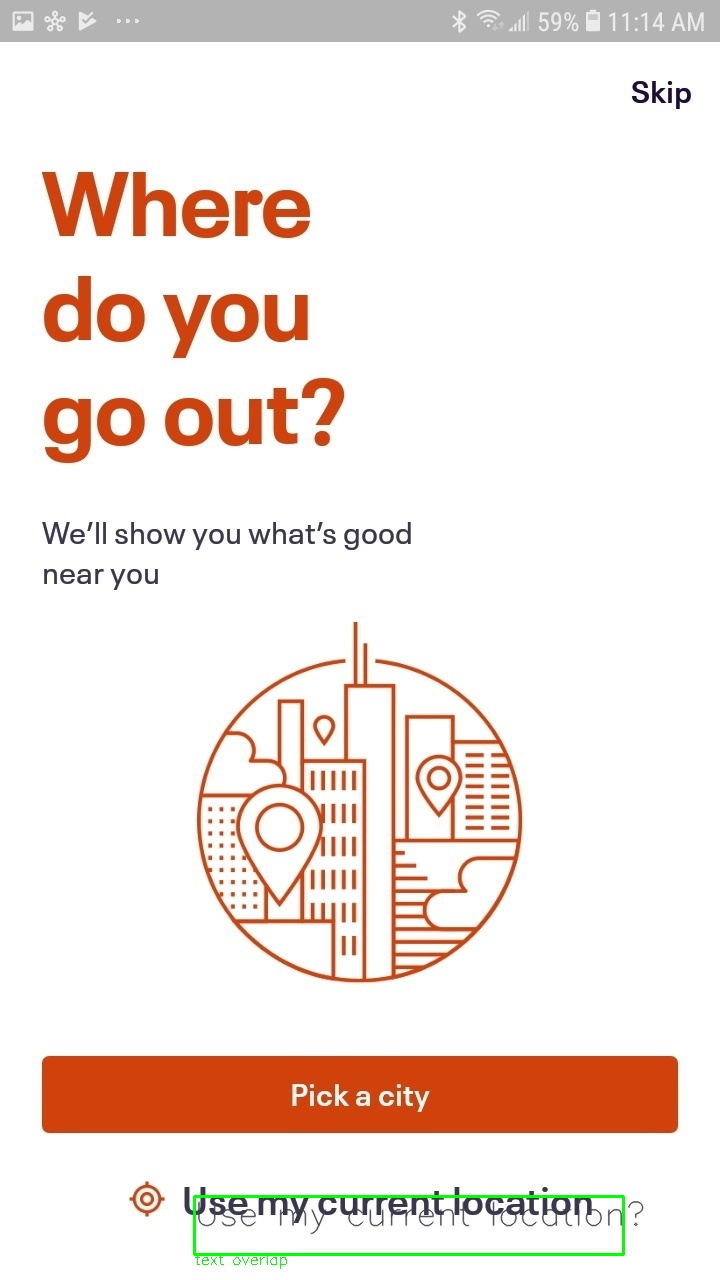 59% 11:14 AM
Skip
Where
do you
go out?
We'll show you what's good
near you
Pick a city
Use my current location
Use my current location?
text overlap